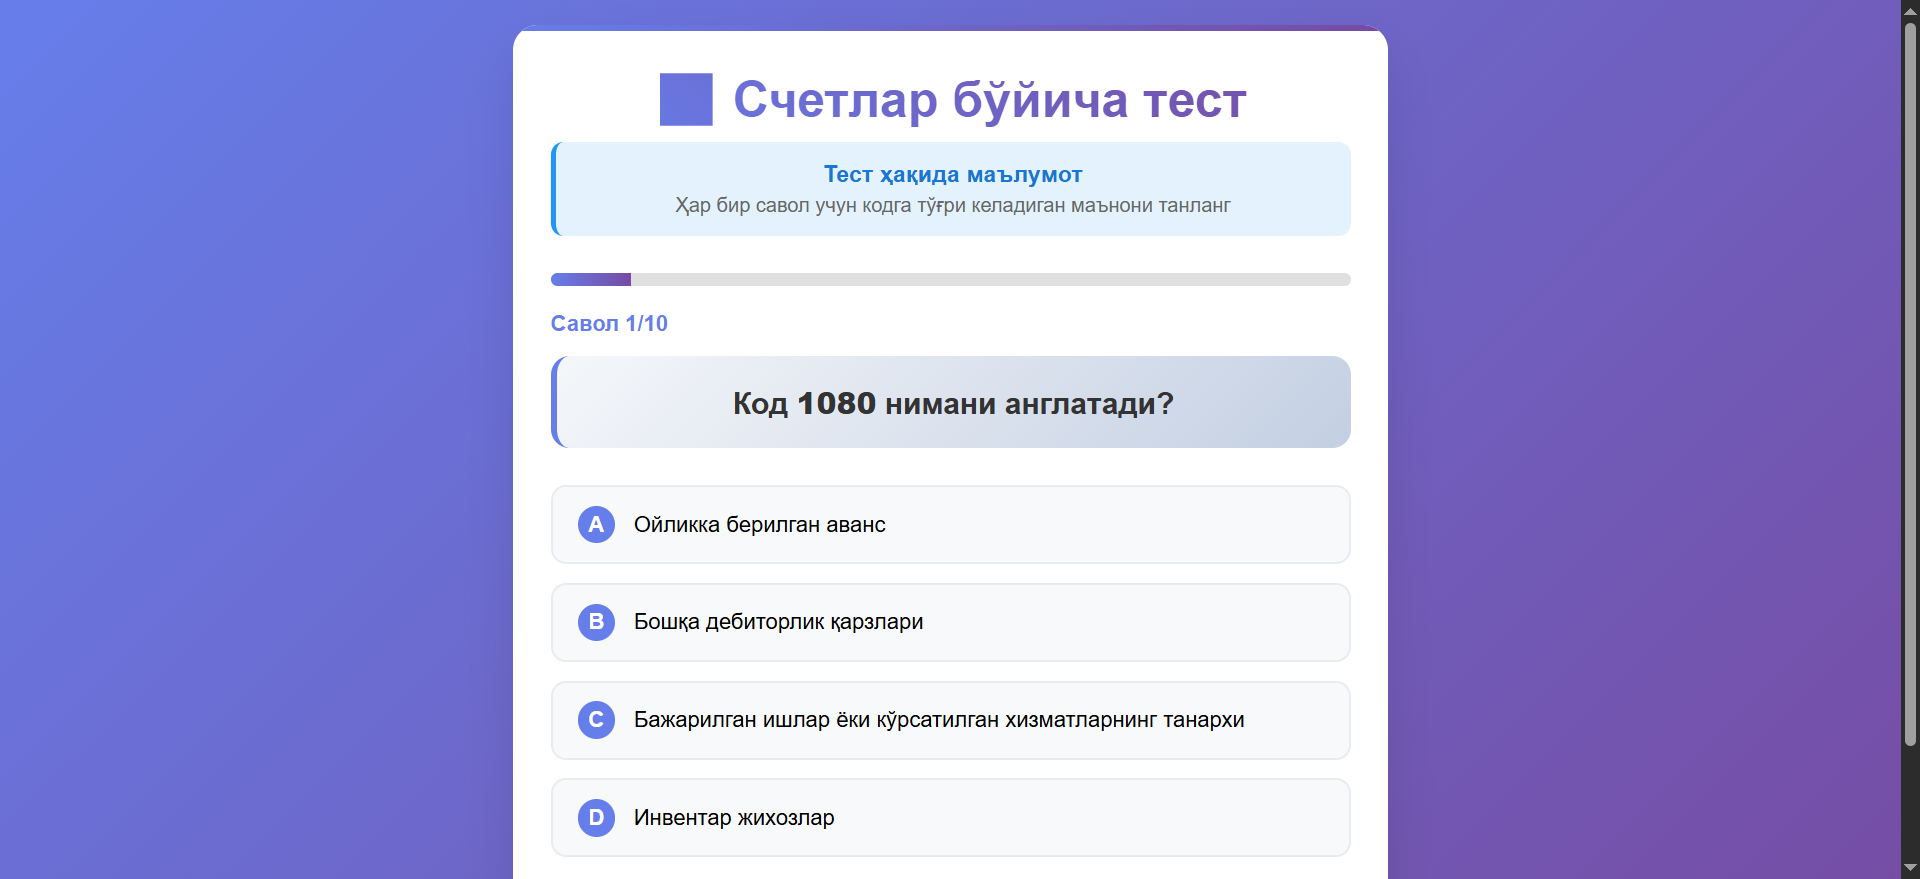 Счетлар бўйича тест
Тест ҳақида маълумот
Ҳар бир савол учун кодга тўғри келадиган маънони танланг
Савол 1/10
Код 1080 нимани англатади?
A Ойликка берилган аванс
B Бошқа дебиторлик қарзлари
C Бажарилган ишлар ёки кўрсатилган хизматларнинг танархи
D Инвентар жихозлар